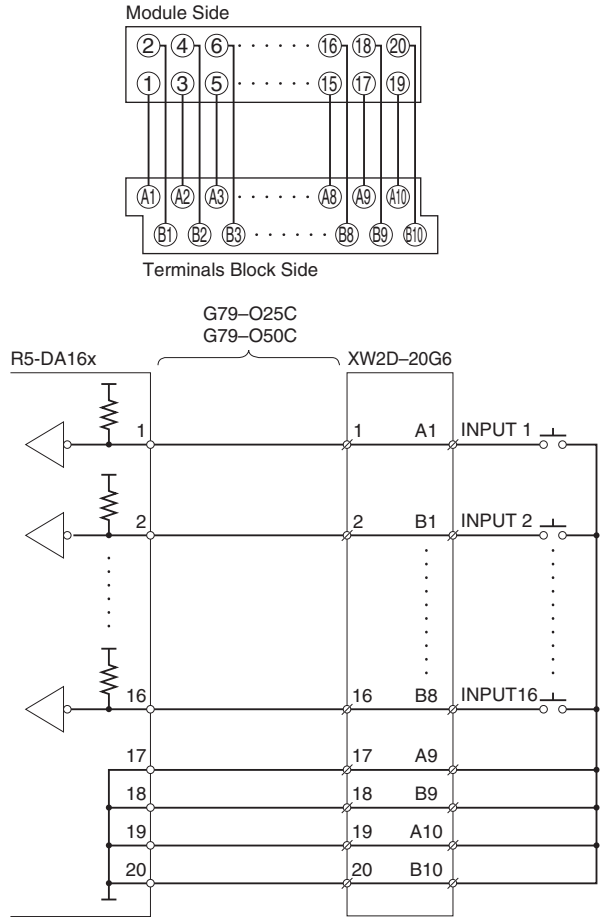 Module Side
2 4 6 · · · · · · 16 18 20
1 3 5 · · · · · · 15 17 19
A1 A2 A3 · · · · · · A8 A9 A10
B1 B2 B3 · · · · · · B8 B9 B10
Terminals Block Side
G79–O25C
G79–O50C
R5-DA16x
XW2D–20G6
1 1 A1 INPUT 1
2 2 B1 INPUT 2
16 16 B8 INPUT16
17 17 A9
18 18 B9
19 19 A10
20 20 B10